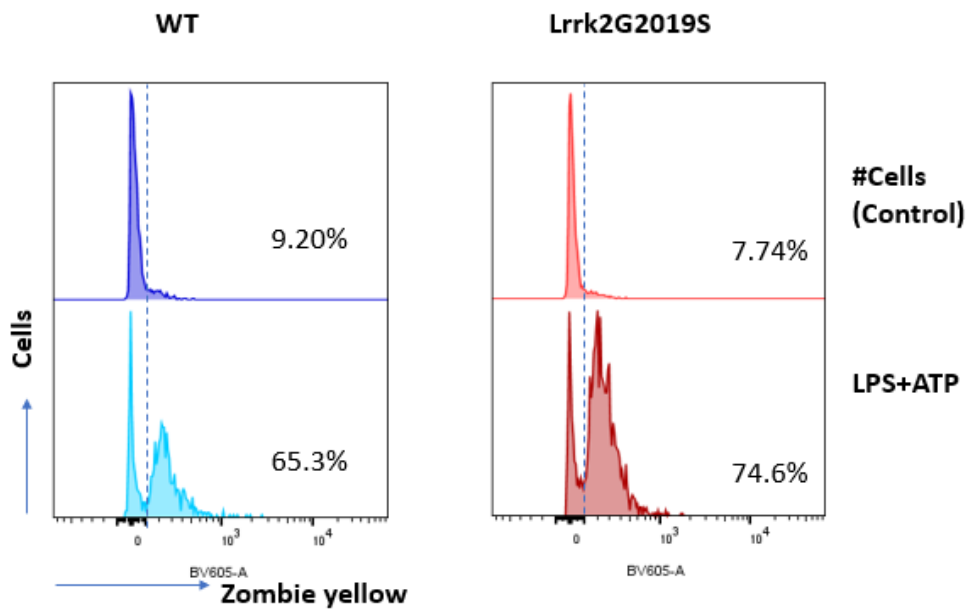 WT
Lrrk2G2019S
9.20%
7.74%
#Cells
(Control)
Cells
65.3%
74.6%
LPS+ATP
0 10³ 10⁴
0 10³ 10⁴
BV605-A
BV605-A
Zombie yellow